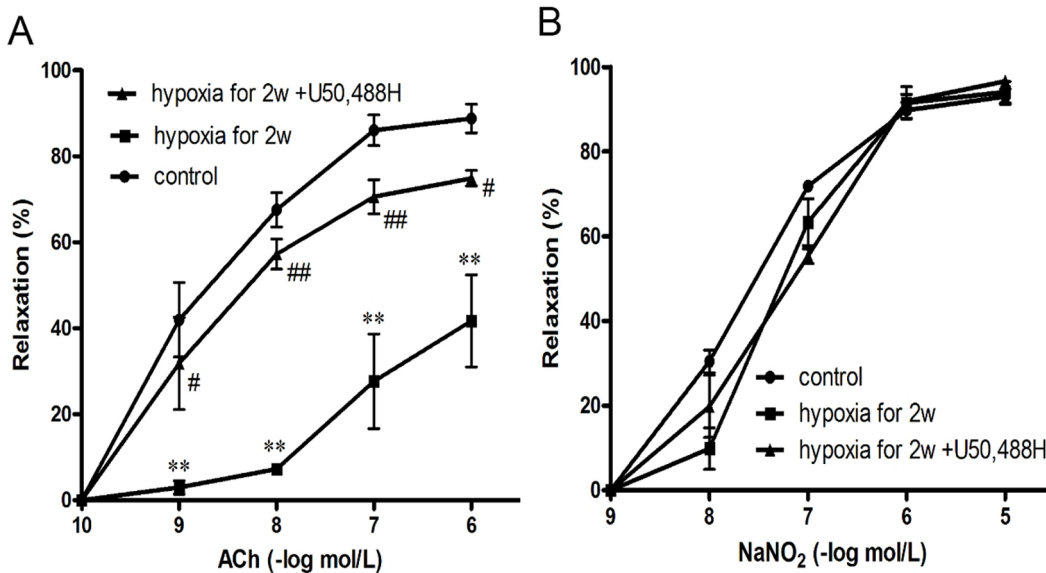 A
Relaxation (%)
100
80
60
40
20
0
hypoxia for 2w +U50,488H
hypoxia for 2w
control
#
##
##
#
**
**
**
**
10
9
8
7
6
ACh (-log mol/L)
B
Relaxation (%)
100
80
60
40
20
0
control
hypoxia for 2w
hypoxia for 2w +U50,488H
9
8
7
6
5
NaNO₂ (-log mol/L)